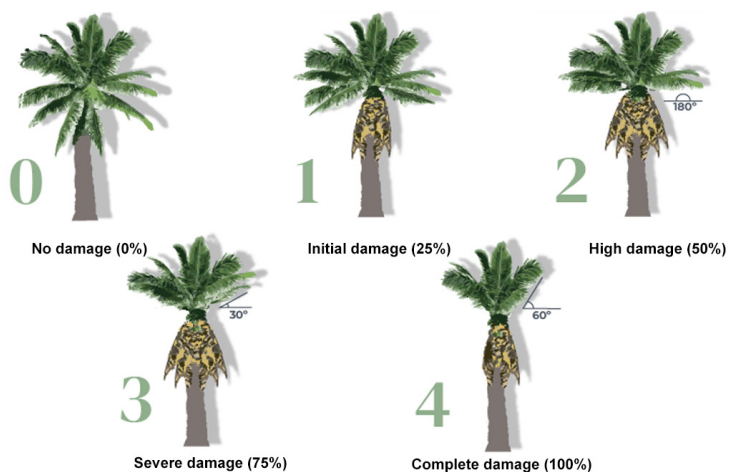 0
No damage (0%)
1
Initial damage (25%)
180°
2
High damage (50%)
30°
3
Severe damage (75%)
60°
4
Complete damage (100%)